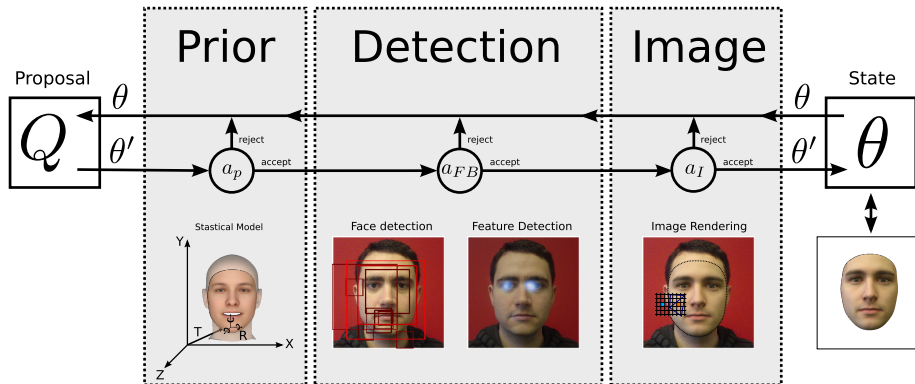 Prior
Detection
Image
Proposal
State
θ
θ
Q
θ
reject
reject
reject
θ′
a_p
accept
a_FB
accept
a_I
accept
θ′
Stastical Model
Face detection
Feature Detection
Image Rendering
Y
T
R
X
Z